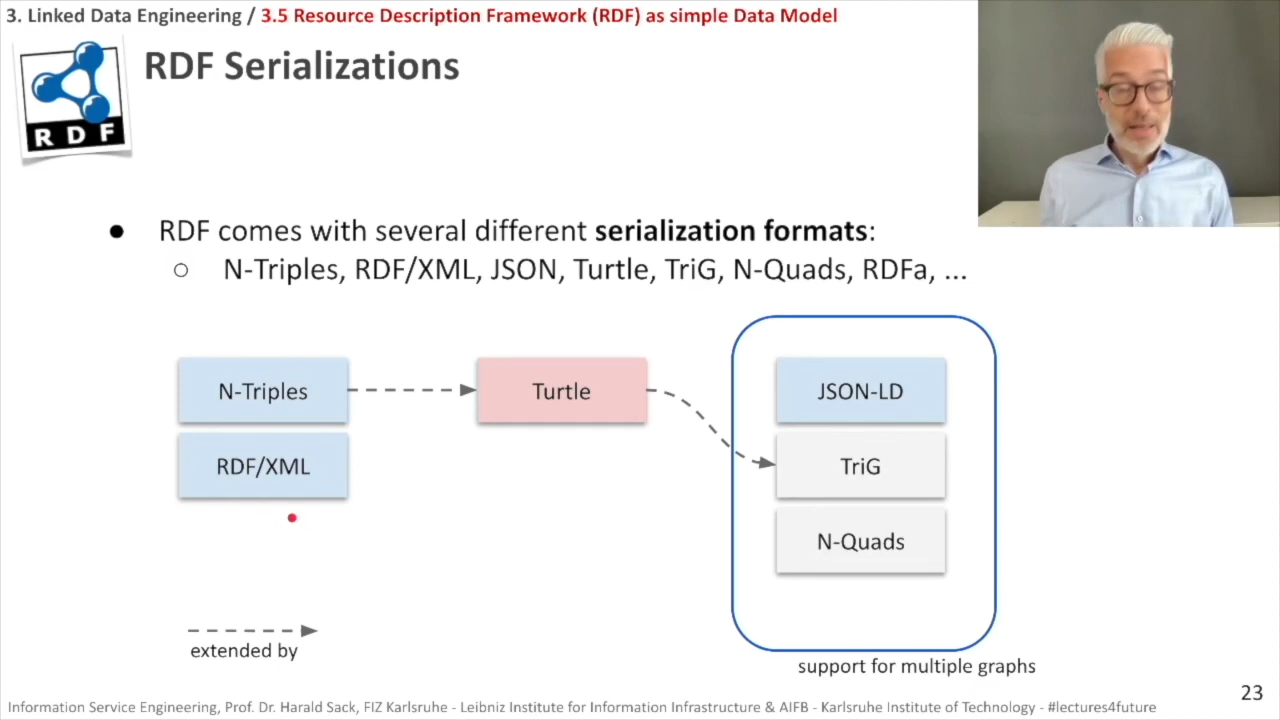 3. Linked Data Engineering / 3.5 Resource Description Framework (RDF) as simple Data Model
RDF
RDF Serializations
● RDF comes with several different serialization formats:
○ N-Triples, RDF/XML, JSON, Turtle, TriG, N-Quads, RDFa, ...
N-Triples
Turtle
JSON-LD
RDF/XML
TriG
N-Quads
extended by
support for multiple graphs
23
Information Service Engineering, Prof. Dr. Harald Sack, FIZ Karlsruhe - Leibniz Institute for Information Infrastructure & AIFB - Karlsruhe Institute of Technology - #lectures4future